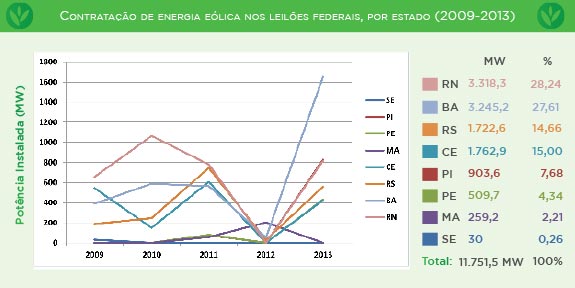 Contratação de energia eólica nos leilões federais, por estado (2009-2013)
Potência Instalada (MW)
1800
1600
1400
1200
1000
800
600
400
200
0
2009 2010 2011 2012 2013
SE
PI
PE
MA
CE
RS
BA
RN
MW %
RN 3.318,3 28,24
BA 3.245,2 27,61
RS 1.722,6 14,66
CE 1.762,9 15,00
PI 903,6 7,68
PE 509,7 4,34
MA 259,2 2,21
SE 30 0,26
Total: 11.751,5 MW 100%